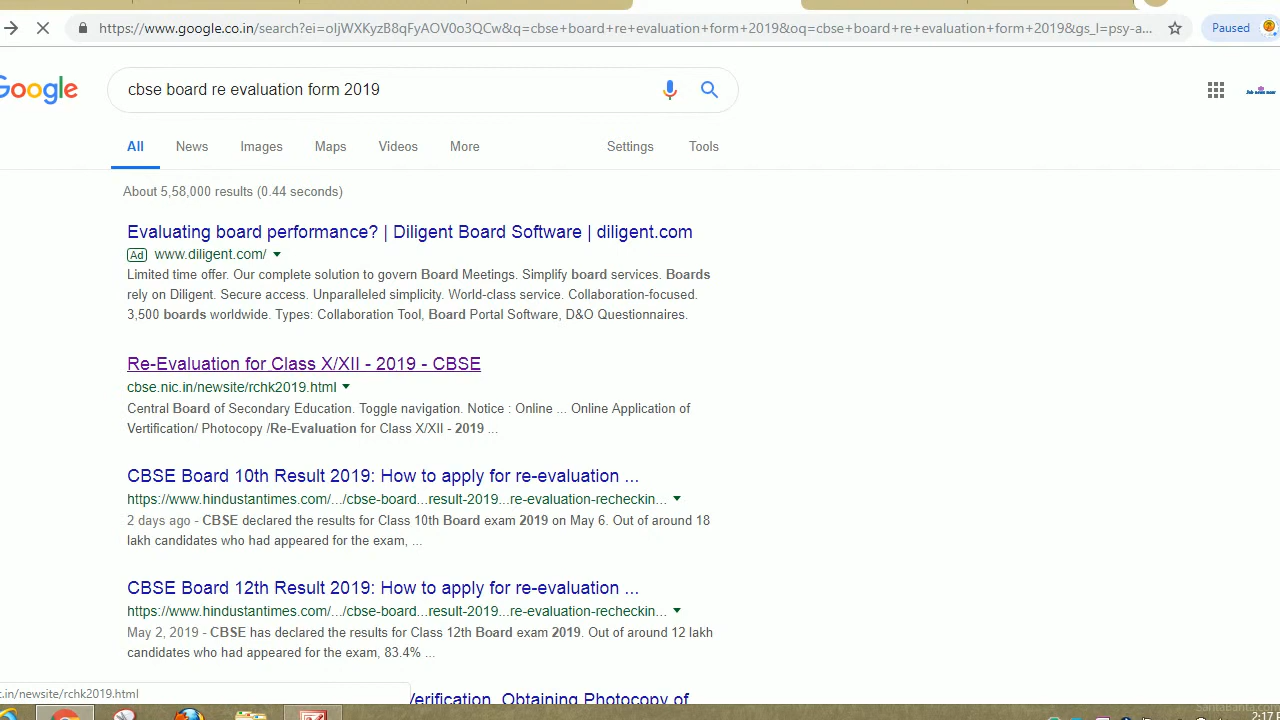 https://www.google.co.in/search?ei=oIjWXKyzB8qFyAOV0o3QCw&q=cbse+board+re+evaluation+form+2019&oq=cbse+board+re+evaluation+form+2019&gs_l=psy-a...
Paused
Google
cbse board re evaluation form 2019
All News Images Maps Videos More Settings Tools
About 5,58,000 results (0.44 seconds)
Evaluating board performance? | Diligent Board Software | diligent.com
Ad www.diligent.com/
Limited time offer. Our complete solution to govern Board Meetings. Simplify board services. Boards
rely on Diligent. Secure access. Unparalleled simplicity. World-class service. Collaboration-focused.
3,500 boards worldwide. Types: Collaboration Tool, Board Portal Software, D&O Questionnaires.
Re-Evaluation for Class X/XII - 2019 - CBSE
cbse.nic.in/newsite/rchk2019.html
Central Board of Secondary Education. Toggle navigation. Notice : Online ... Online Application of
Vertification/ Photocopy /Re-Evaluation for Class X/XII - 2019 ...
CBSE Board 10th Result 2019: How to apply for re-evaluation ...
https://www.hindustantimes.com/.../cbse-board...result-2019...re-evaluation-recheckin...
2 days ago - CBSE declared the results for Class 10th Board exam 2019 on May 6. Out of around 18
lakh candidates who had appeared for the exam, ...
CBSE Board 12th Result 2019: How to apply for re-evaluation ...
https://www.hindustantimes.com/.../cbse-board...result-2019...re-evaluation-recheckin...
May 2, 2019 - CBSE has declared the results for Class 12th Board exam 2019. Out of around 12 lakh
candidates who had appeared for the exam, 83.4% ...
Verification, Obtaining Photocopy of
c.in/newsite/rchk2019.html
SantaBanta.com
2:17